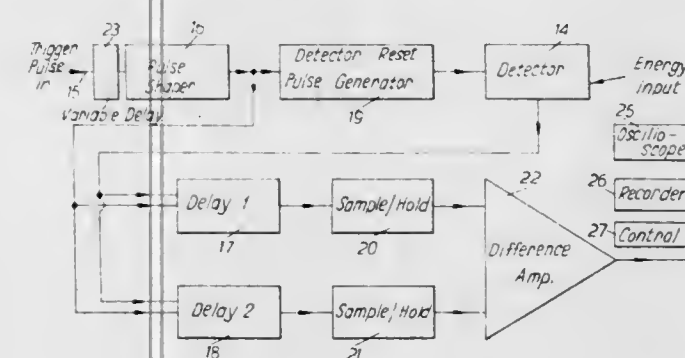 23
16
14
Trigger
Pulse
in
15
Pulse
Shaper
Variable Delay
Detector Reset
Pulse Generator
19
Detector
Energy
input
25
Oscillo-
scope
26
Recorder
27
Control
Delay 1
17
Sample/Hold
20
22
Difference
Amp.
Delay 2
18
Sample/Hold
21